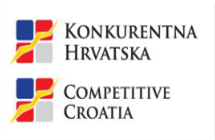 KONKURENTNA
HRVATSKA
COMPETITIVE
CROATIA